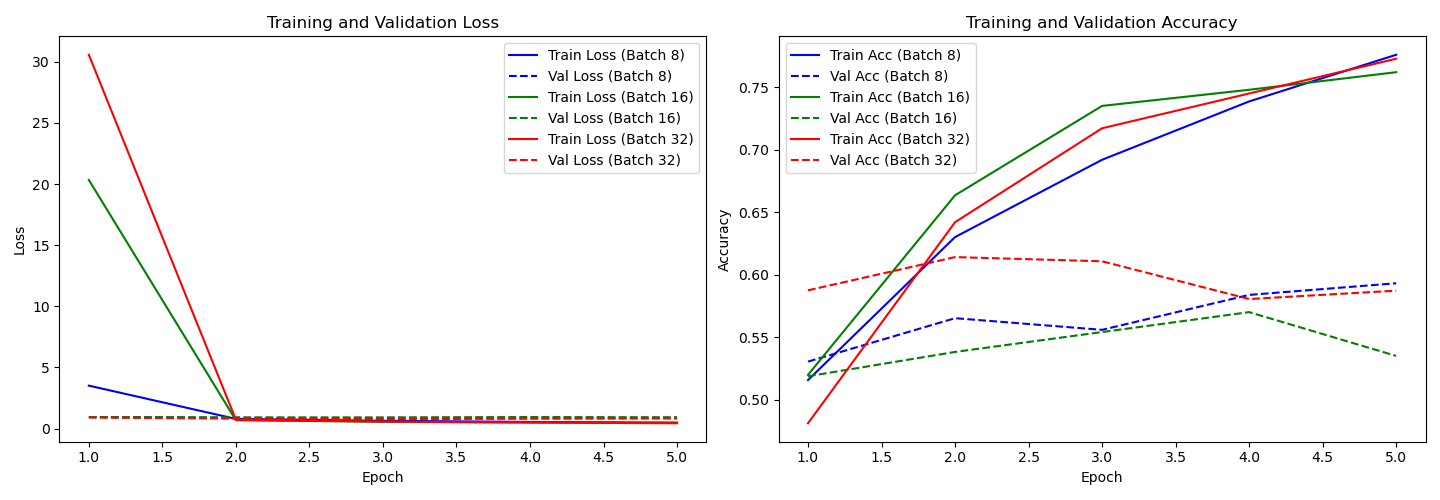 Training and Validation Loss
Loss
30
25
20
15
10
5
0
Train Loss (Batch 8)
Val Loss (Batch 8)
Train Loss (Batch 16)
Val Loss (Batch 16)
Train Loss (Batch 32)
Val Loss (Batch 32)
1.0 1.5 2.0 2.5 3.0 3.5 4.0 4.5 5.0
Epoch
Training and Validation Accuracy
Accuracy
0.75
0.70
0.65
0.60
0.55
0.50
Train Acc (Batch 8)
Val Acc (Batch 8)
Train Acc (Batch 16)
Val Acc (Batch 16)
Train Acc (Batch 32)
Val Acc (Batch 32)
1.0 1.5 2.0 2.5 3.0 3.5 4.0 4.5 5.0
Epoch